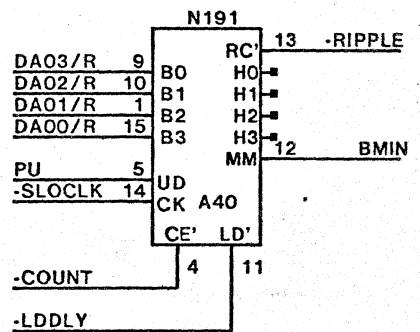 N191
RC' 13 -RIPPLE
DA03/R 9 B0 H0
DA02/R 10 B1 H1
DA01/R 1 B2 H2
DA00/R 15 B3 H3
MM 12 BMIN
PU 5 UD
-SLOCLK 14 CK A40
CE' LD'
4 11
-COUNT
-LDDLY